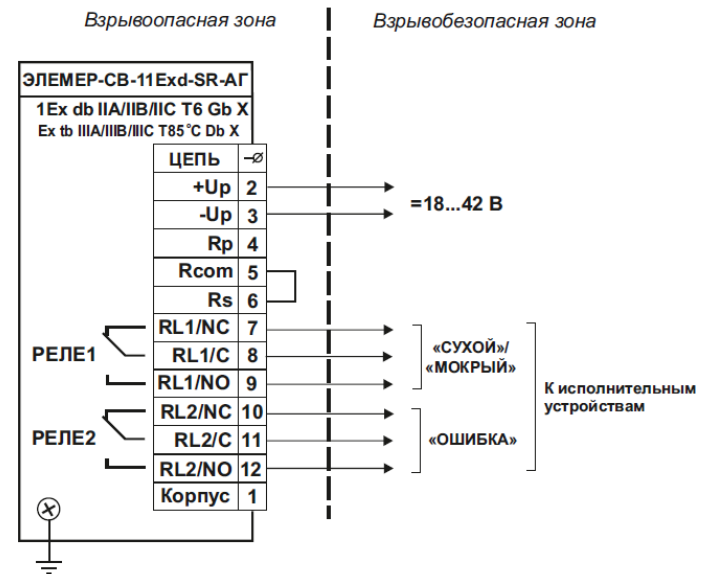 Взрывоопасная зона
Взрывобезопасная зона
ЭЛЕМЕР-СВ-11Exd-SR-АГ
1Ex db IIA/IIB/IIC T6 Gb X
Ex tb IIIA/IIIB/IIIC T85°C Db X
ЦЕПЬ
+Up 2
=18...42 В
-Up 3
Rp 4
Rcom 5
Rs 6
RL1/NC 7
РЕЛЕ1
RL1/C 8
«СУХОЙ»/
«МОКРЫЙ»
RL1/NO 9
К исполнительным
устройствам
RL2/NC 10
РЕЛЕ2
RL2/C 11
«ОШИБКА»
RL2/NO 12
Корпус 1